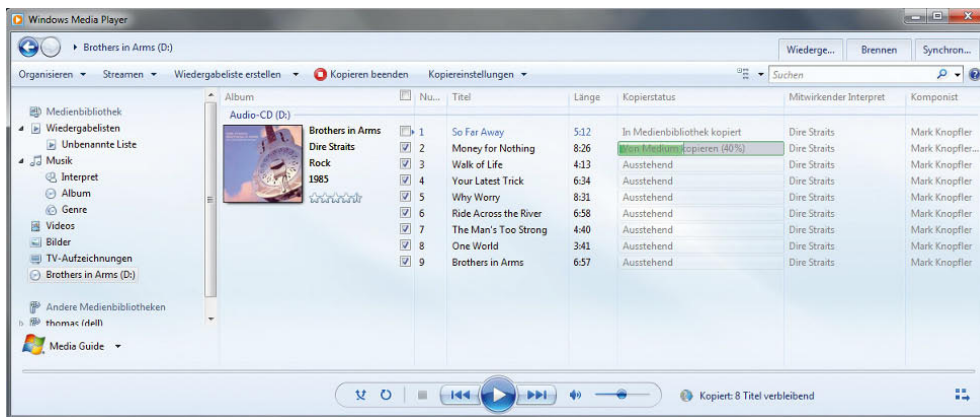 Windows Media Player
Brothers in Arms (D:)
Wiederge... Brennen Synchron...
Organisieren Streamen Wiedergabeliste erstellen Kopieren beenden Kopiereinstellungen Suchen
Medienbibliothek
Wiedergabelisten
Unbenannte Liste
Musik
Interpret
Album
Genre
Videos
Bilder
TV-Aufzeichnungen
Brothers in Arms (D:)
Andere Medienbibliotheken
thomas (dell)
Media Guide
Album Nu... Titel Länge Kopierstatus Mitwirkender Interpret Komponist
Audio-CD (D:)
Brothers in Arms
Dire Straits
Rock
1985
1 So Far Away 5:12 In Medienbibliothek kopiert Dire Straits Mark Knopfler
2 Money for Nothing 8:26 Von Medium kopieren (40%) Dire Straits Mark Knopfler...
3 Walk of Life 4:13 Ausstehend Dire Straits Mark Knopfler
4 Your Latest Trick 6:34 Ausstehend Dire Straits Mark Knopfler
5 Why Worry 8:31 Ausstehend Dire Straits Mark Knopfler
6 Ride Across the River 6:58 Ausstehend Dire Straits Mark Knopfler
7 The Man's Too Strong 4:40 Ausstehend Dire Straits Mark Knopfler
8 One World 3:41 Ausstehend Dire Straits Mark Knopfler
9 Brothers in Arms 6:57 Ausstehend Dire Straits Mark Knopfler
Kopiert: 8 Titel verbleibend